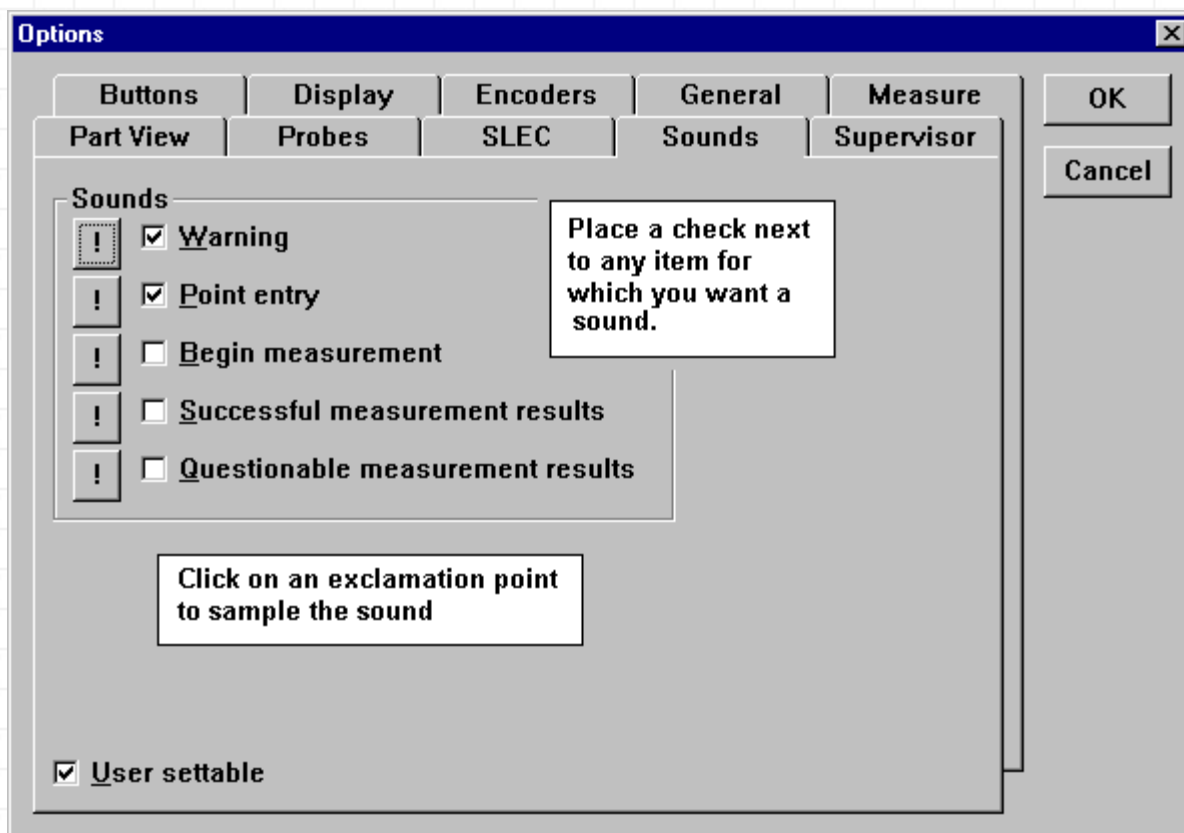 Options
Buttons Display Encoders General Measure
OK
Part View Probes SLEC Sounds Supervisor
Cancel
Sounds
! Warning
! Point entry
! Begin measurement
! Successful measurement results
! Questionable measurement results
Place a check next
to any item for
which you want a
sound.
Click on an exclamation point
to sample the sound
User settable